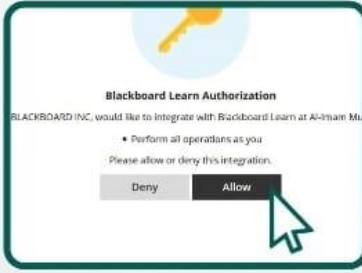 Blackboard Learn Authorization
BLACKBOARD INC, would like to integrate with Blackboard Learn at Al-Imam Mu
• Perform all operations as you
Please allow or deny this integration.
Deny Allow